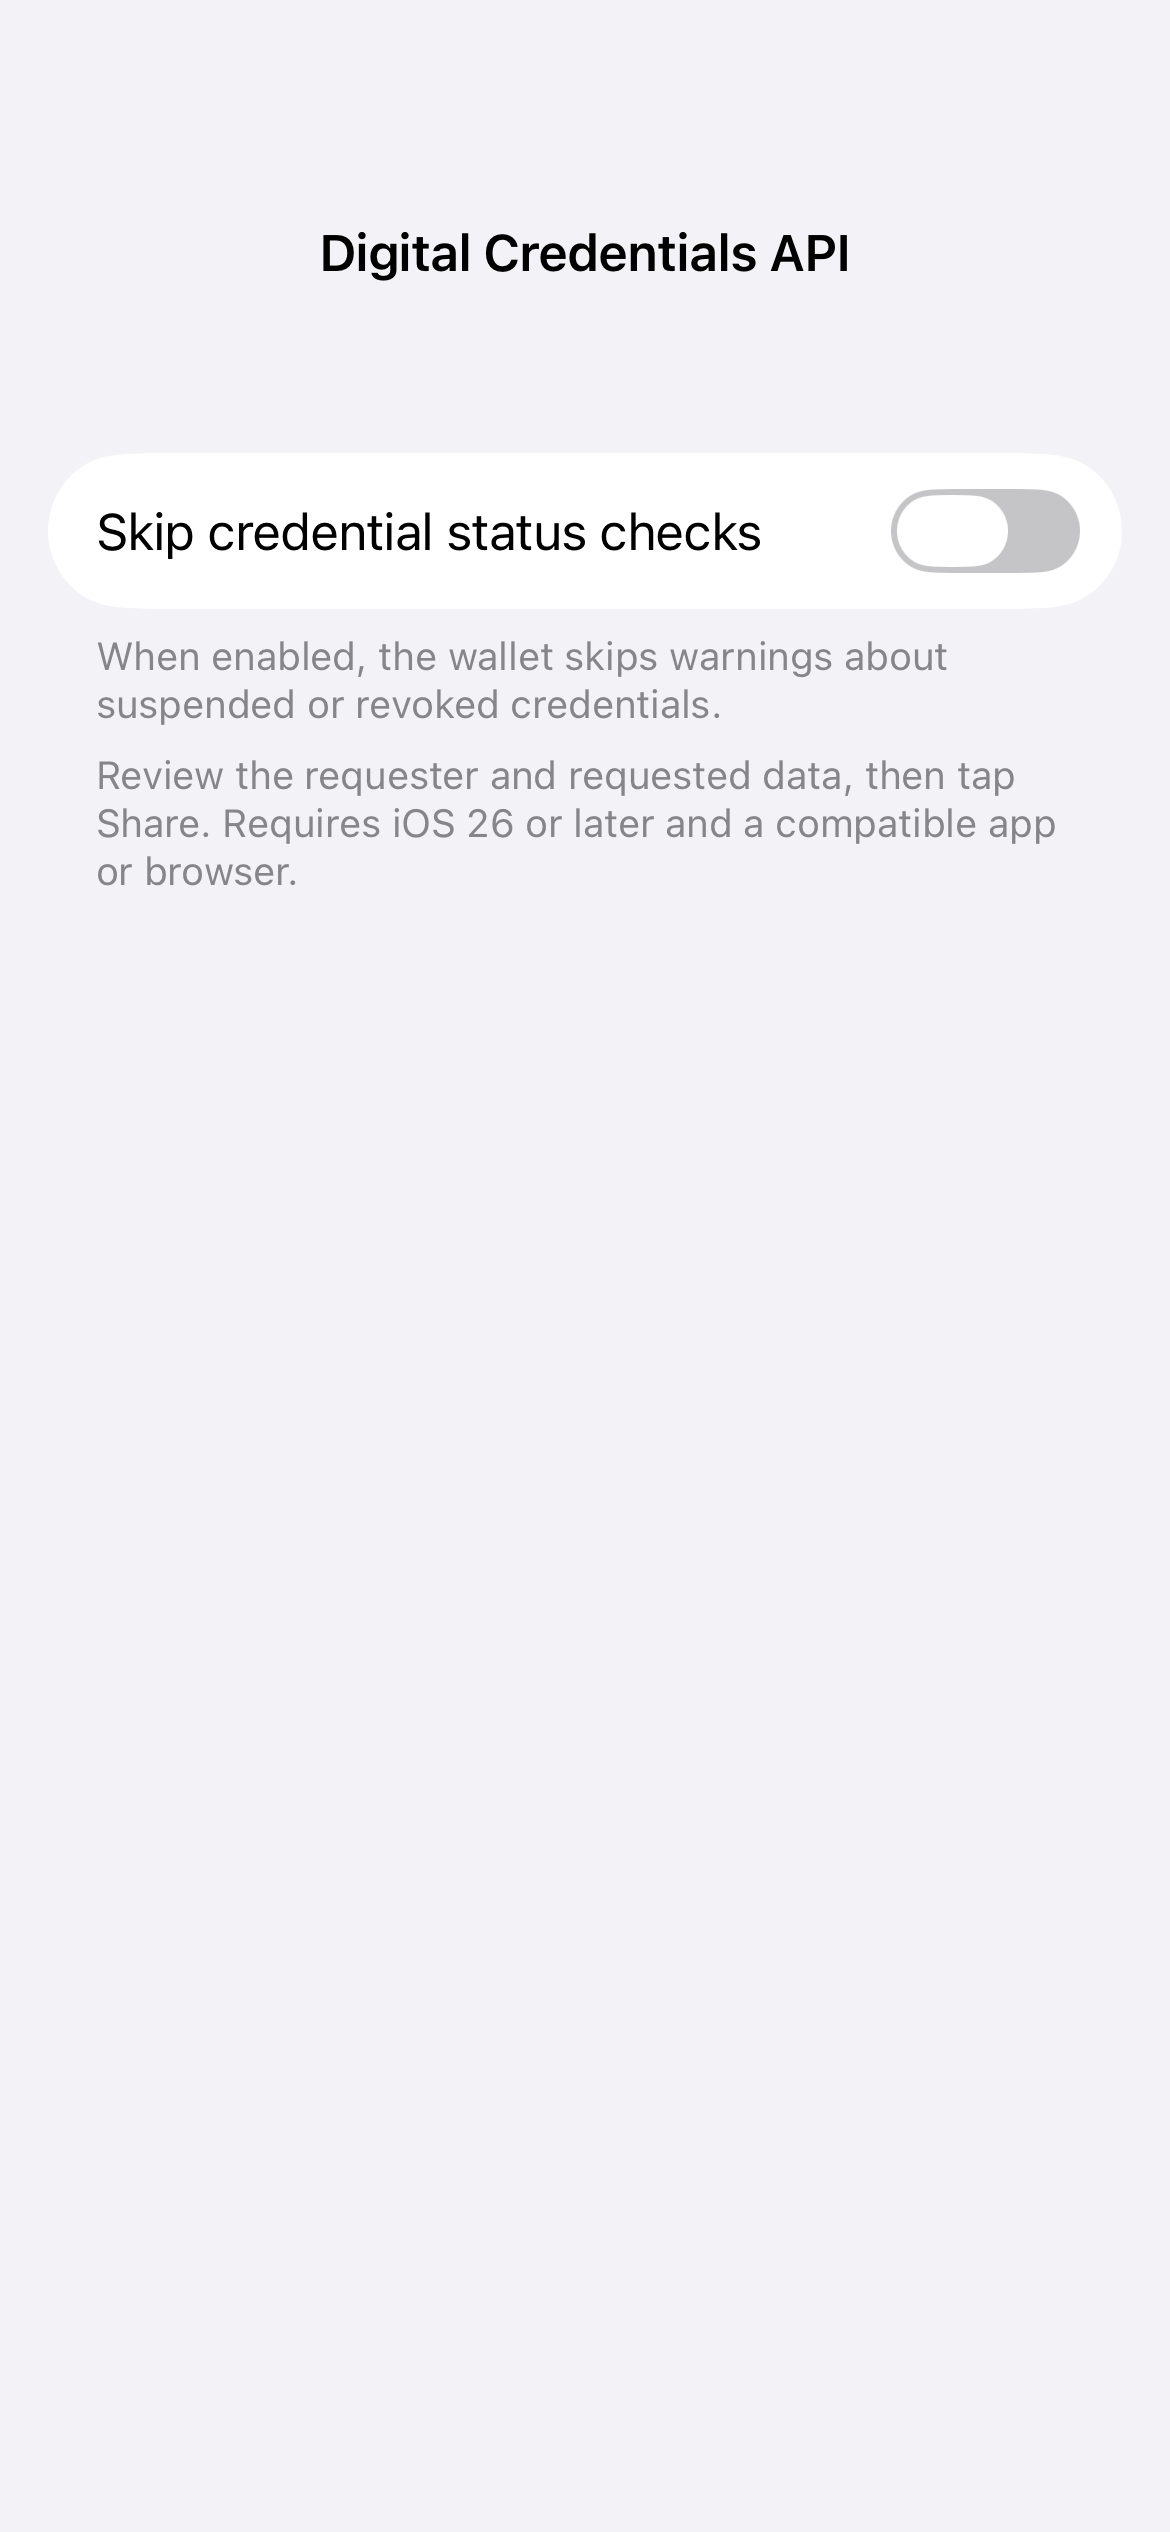 Digital Credentials API
Skip credential status checks
When enabled, the wallet skips warnings about
suspended or revoked credentials.
Review the requester and requested data, then tap
Share. Requires iOS 26 or later and a compatible app
or browser.